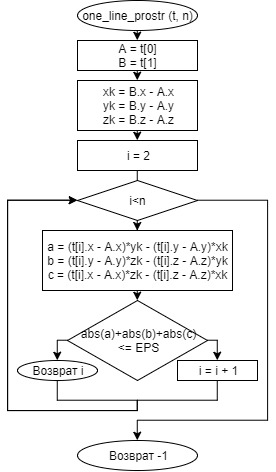 one_line_prostr (t, n)
A = t[0]
B = t[1]
xk = B.x - A.x
yk = B.y - A.y
zk = B.z - A.z
i = 2
i<n
a = (t[i].x - A.x)*yk - (t[i].y - A.y)*xk
b = (t[i].y - A.y)*zk - (t[i].z - A.z)*yk
c = (t[i].x - A.x)*zk - (t[i].z - A.z)*xk
abs(a)+abs(b)+abs(c)
<= EPS
Возврат i
i = i + 1
Возврат -1